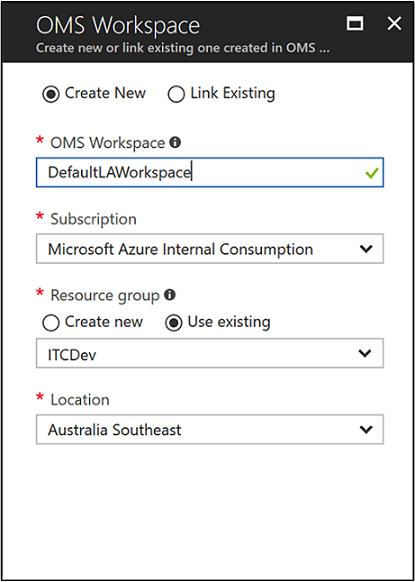 OMS Workspace
Create new or link existing one created in OMS ...
Create New Link Existing
* OMS Workspace
DefaultLAWorkspace
* Subscription
Microsoft Azure Internal Consumption
* Resource group
Create new Use existing
ITCDev
* Location
Australia Southeast